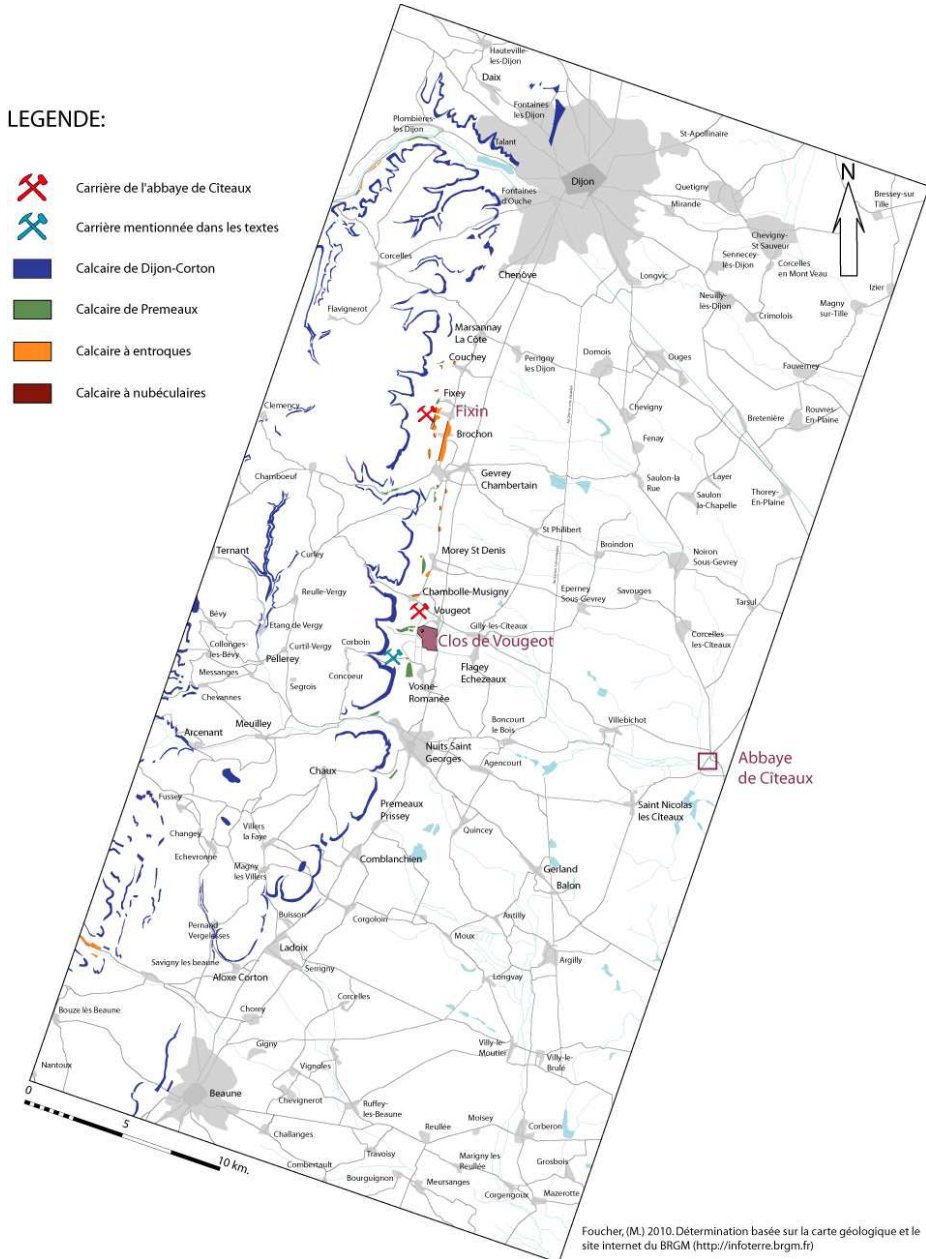 LEGENDE:
Carrière de l'abbaye de Cîteaux
Carrière mentionnée dans les textes
Calcaire de Dijon-Corton
Calcaire de Premeaux
Calcaire à entroques
Calcaire à nubéculaires
Hauteville-
les-Dijon
Daix
Fontaines
les Dijon
Plombières
les Dijon
Talant
St-Apollinaire
Dijon
N
Fontaines
d'Ouche
Quetigny
Mirande
Bressey-sur
Tille
Chevigny-
St Sauveur
Corcelles
Chenôve
Longvic
Sennecey-
lès-Dijon
Corcelles
en Mont Veau
Izier
Neuilly-
lès-Dijon
Crimolois
Magny
sur-Tille
Flavignerot
Marsannay
La Côte
Couchey
Perrigny
les Dijon
Domois
Ouges
Fauverney
Fixey
Fixin
Clemency
Chevigny
Bretenière
Rouvres-
En-Plaine
Brochon
Fenay
Chamboeuf
Gevrey
Chambertain
Saulon-la
Rue
Layer
Saulon
la-Chapelle
Thorey-
En-Plaine
St Philibert
Broindon
Noiron
Sous-Gevrey
Ternant
Curley
Morey St Denis
Reulle-Vergy
Chambolle-Musigny
Eperney
Sous-Gevrey
Savouges
Tarsul
Bévy
Vougeot
Etang de Vergy
Gilly-les-Cîteaux
Corcelles
les-Cîteaux
Collonges-
les-Bévy
Curtil-Vergy
Corboin
Clos de Vougeot
Pellerey
Messanges
Concoeur
Flagey
Echezeaux
Chevannes
Segrois
Vosne-
Romanée
Arcenant
Meuilley
Boncourt
le Bois
Villebichot
Nuits Saint
Georges
Agencourt
Abbaye
de Cîteaux
Chaux
Fussey
Premeaux
Prissey
Saint Nicolas
les Cîteaux
Changey
Villers
la Faye
Quincey
Echevronne
Comblanchien
Magny
les Villers
Gerland
Balon
Pernand
Vergelesses
Buisson
Corgoloin
Antilly
Moux
Ladoix
Argilly
Savigny les beaune
Serrigny
Aloxe Corton
Longvay
Corcelles
Bouze lès Beaune
Chorey
Gigny
Villy-le-
Moutier
Villy-le-
Brulé
Nantoux
Vignoles
Beaune
Chevignerot
Ruffey-
les-Beaune
0
5
10 km.
Challanges
Reullée
Moisey
Corberon
Travoisy
Combertault
Marigny les
Reullée
Grosbois
Bourguignon
Meursanges
Corgengoux
Mazerotte
Foucher, (M.) 2010. Détermination basée sur la carte géologique et le
site internet du BRGM (http://infoterre.brgm.fr)